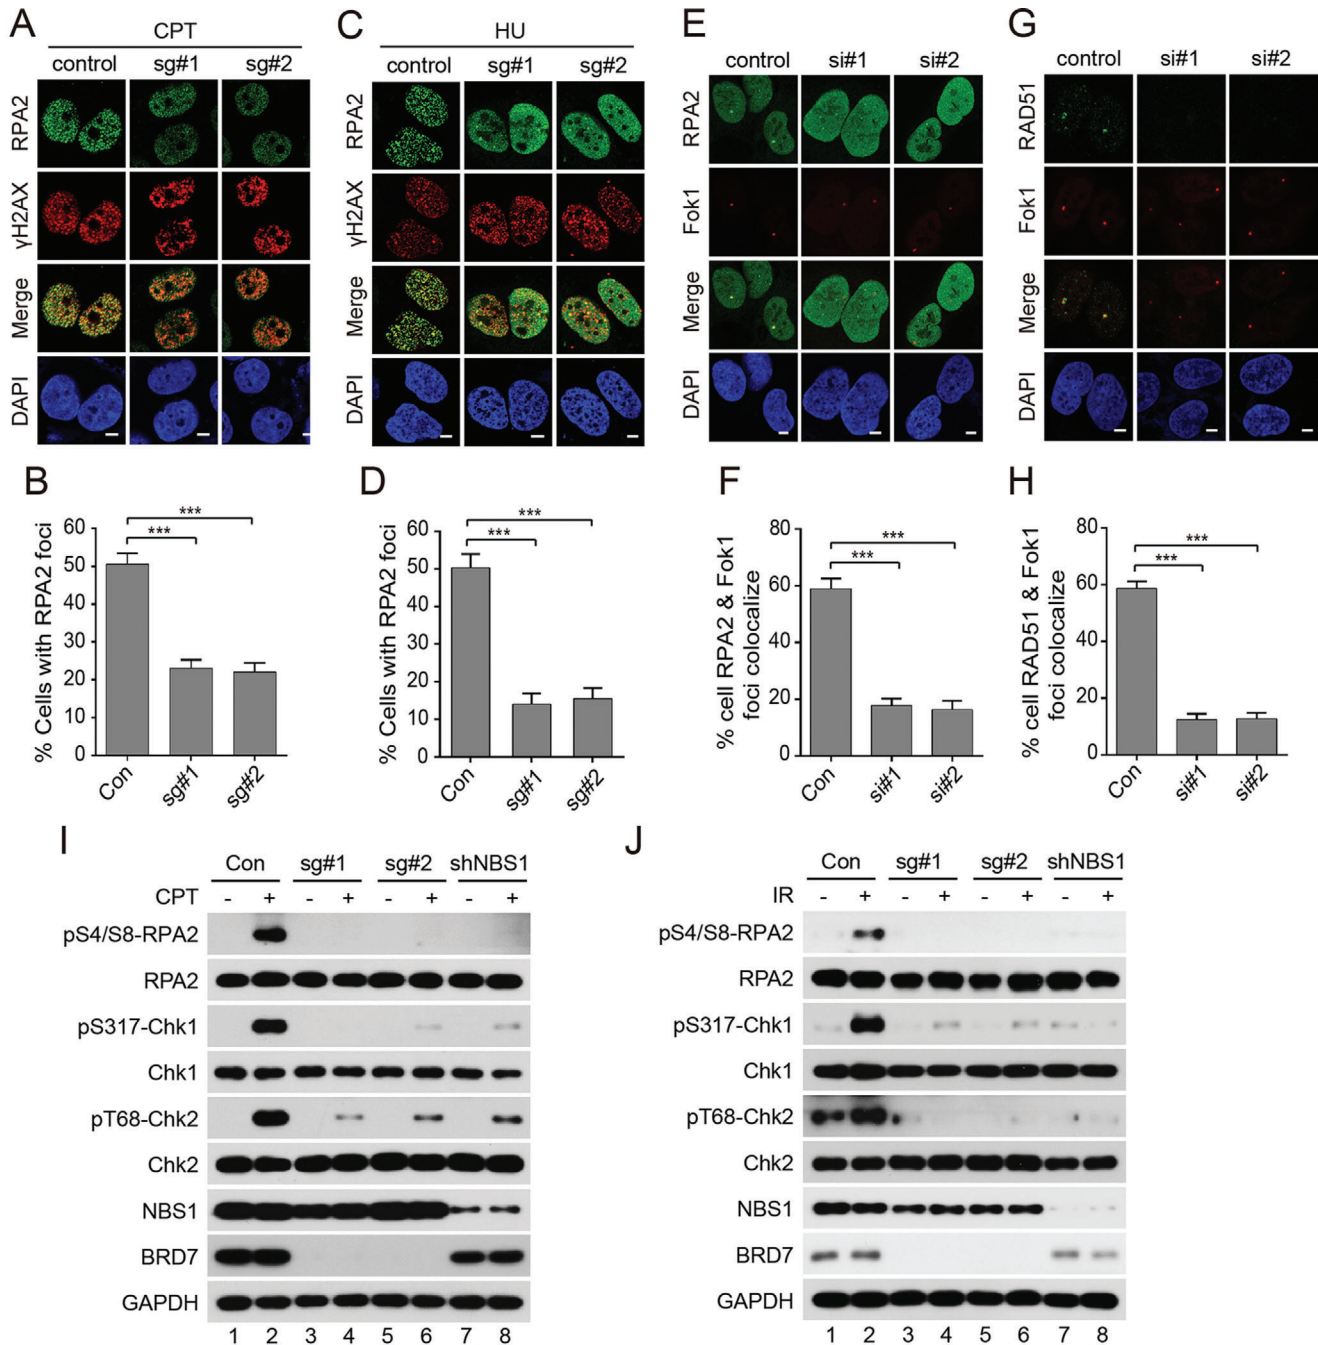 A
CPT
control sg#1 sg#2
RPA2
γH2AX
Merge
DAPI
C
HU
control sg#1 sg#2
RPA2
γH2AX
Merge
DAPI
E
control si#1 si#2
RPA2
Fok1
Merge
DAPI
G
control si#1 si#2
RAD51
Fok1
Merge
DAPI
B
% Cells with RPA2 foci
60
50
40
30
20
10
0
***
***
Con sg#1 sg#2
D
% Cells with RPA2 foci
60
50
40
30
20
10
0
***
***
Con sg#1 sg#2
F
% cell RPA2 & Fok1
foci colocalize
80
60
40
20
0
***
***
Con si#1 si#2
H
% cell RAD51 & Fok1
foci colocalize
80
60
40
20
0
***
***
Con si#1 si#2
I
Con sg#1 sg#2 shNBS1
CPT - + - + - + - +
pS4/S8-RPA2
RPA2
pS317-Chk1
Chk1
pT68-Chk2
Chk2
NBS1
BRD7
GAPDH
1 2 3 4 5 6 7 8
J
Con sg#1 sg#2 shNBS1
IR - + - + - + - +
pS4/S8-RPA2
RPA2
pS317-Chk1
Chk1
pT68-Chk2
Chk2
NBS1
BRD7
GAPDH
1 2 3 4 5 6 7 8